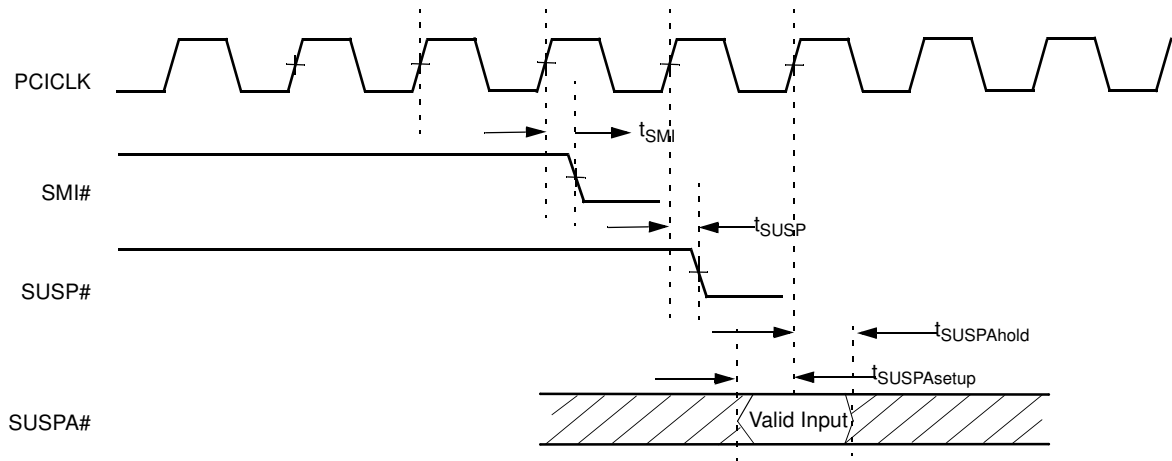 PCICLK
tSMI
SMI#
tSUSP
SUSP#
tSUSPAhold
tSUSPAsetup
SUSPA#
Valid Input